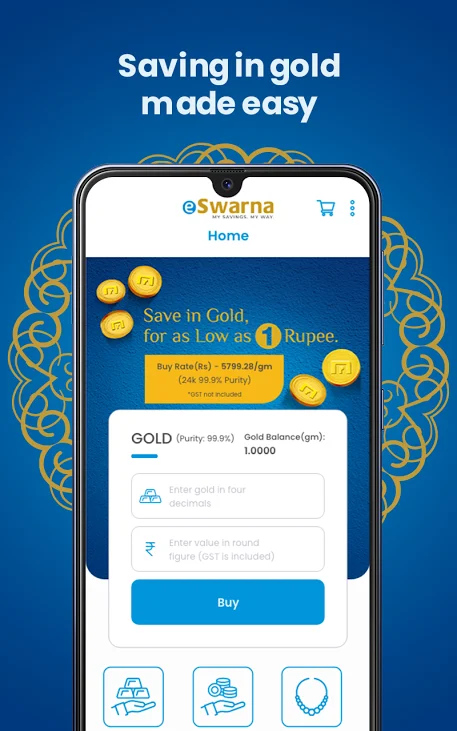 Saving in gold
made easy
eSwarna
MY SAVINGS. MY WAY
Home
Save in Gold,
for as Low as 1 Rupee.
Buy Rate(Rs) - 5799.28/gm
(24k 99.9% Purity)
*GST not included
GOLD (Purity: 99.9%) Gold Balance(gm):
1.0000
Enter gold in four
decimals
₹ Enter value in round
figure (GST is included)
Buy